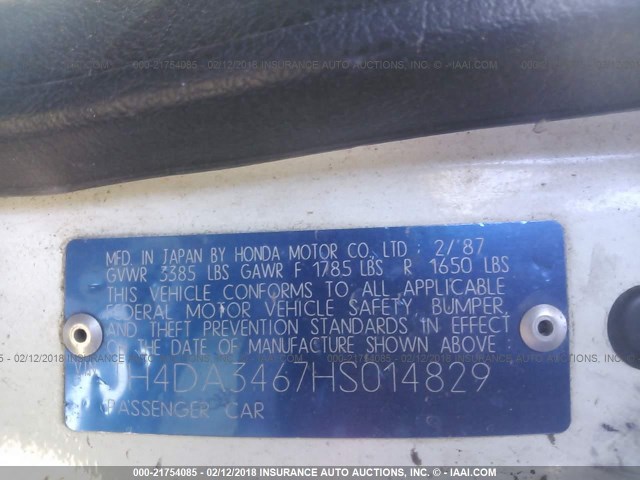 000-21754085 - 02/12/2018 INSURANCE AUTO AUCTIONS, INC. - © - IAAI.COM
MFD. IN JAPAN BY HONDA MOTOR CO., LTD. 2/'87
GVWR 3385 LBS GAWR F 1785 LBS R 1650 LBS
THIS VEHICLE CONFORMS TO ALL APPLICABLE
FEDERAL MOTOR VEHICLE SAFETY, BUMPER,
AND THEFT PREVENTION STANDARDS IN EFFECT
ON THE DATE OF MANUFACTURE SHOWN ABOVE
H4DA3467HS014829
PASSENGER CAR
000-21754085 - 02/12/2018 INSURANCE AUTO AUCTIONS, INC. - © - IAAI.COM